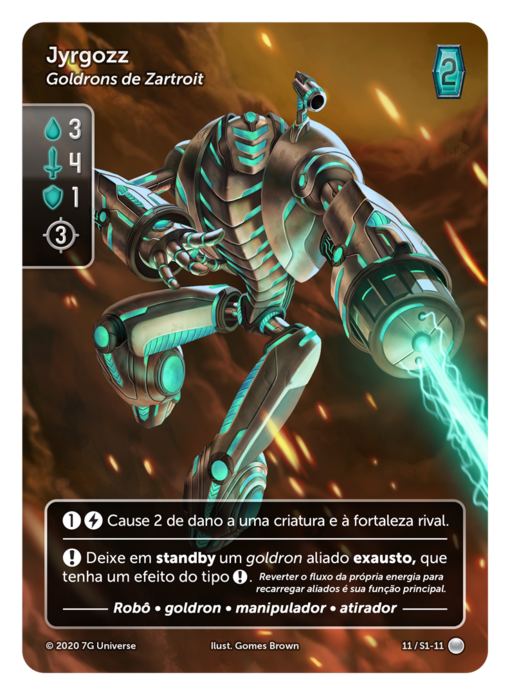 Jyrgozz
Goldrons de Zartroit
2
3
4
1
3
1 Cause 2 de dano a uma criatura e à fortaleza rival.
! Deixe em standby um goldron aliado exausto, que
tenha um efeito do tipo !. Reverter o fluxo da própria energia para
recarregar aliados é sua função principal.
Robô • goldron • manipulador • atirador
© 2020 7G Universe Ilust. Gomes Brown 11 / S1-11